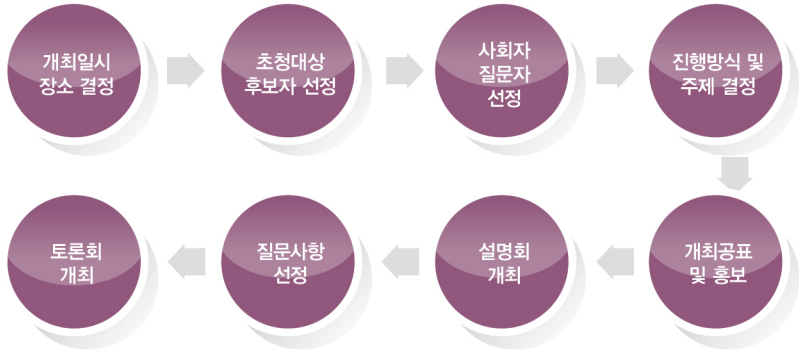 개최일시
장소 결정
초청대상
후보자 선정
사회자
질문자
선정
진행방식 및
주제 결정
개최공표
및 홍보
설명회
개최
질문사항
선정
토론회
개최